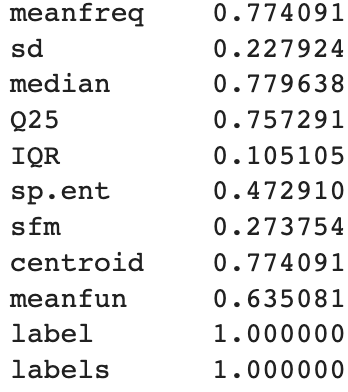 meanfreq 0.774091
sd 0.227924
median 0.779638
Q25 0.757291
IQR 0.105105
sp.ent 0.472910
sfm 0.273754
centroid 0.774091
meanfun 0.635081
label 1.000000
labels 1.000000